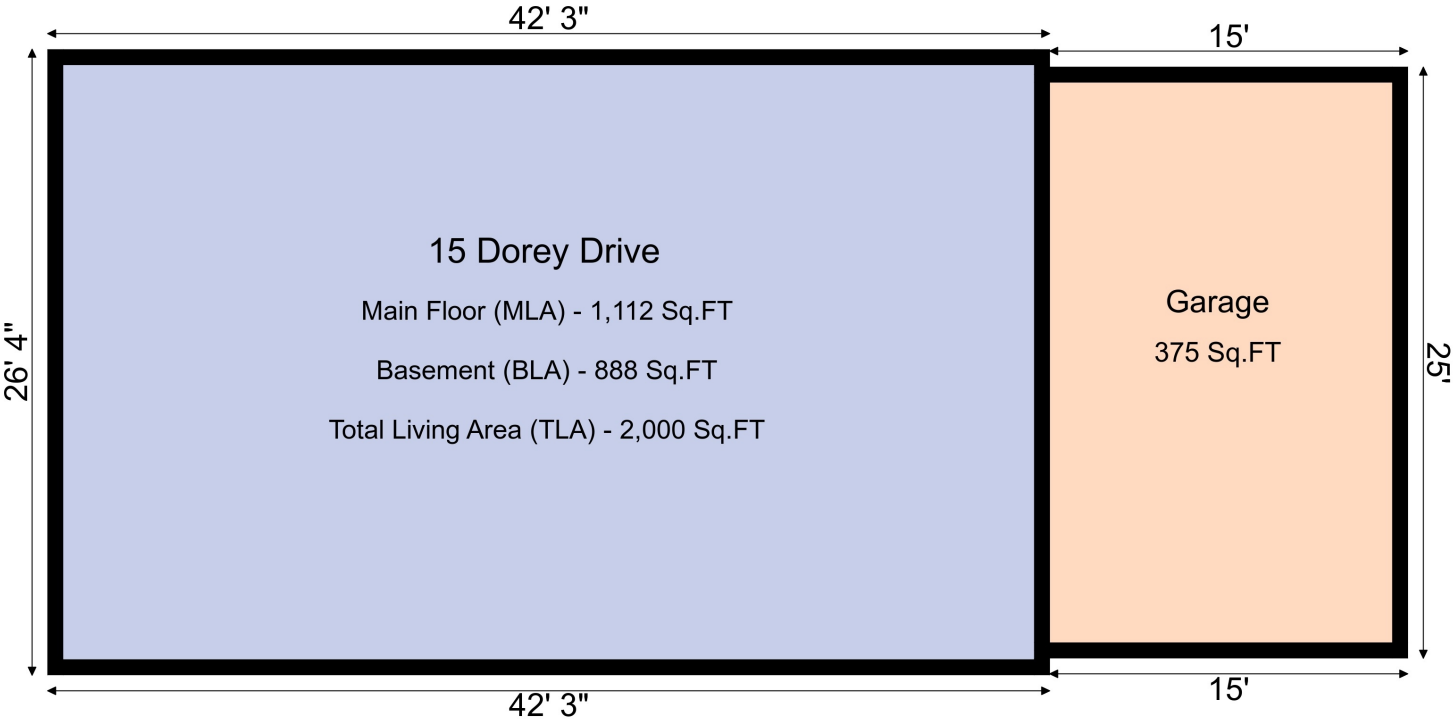 42' 3"
15'
15 Dorey Drive
Main Floor (MLA) - 1,112 Sq.FT
Basement (BLA) - 888 Sq.FT
Total Living Area (TLA) - 2,000 Sq.FT
26' 4"
Garage
375 Sq.FT
25'
42' 3"
15'